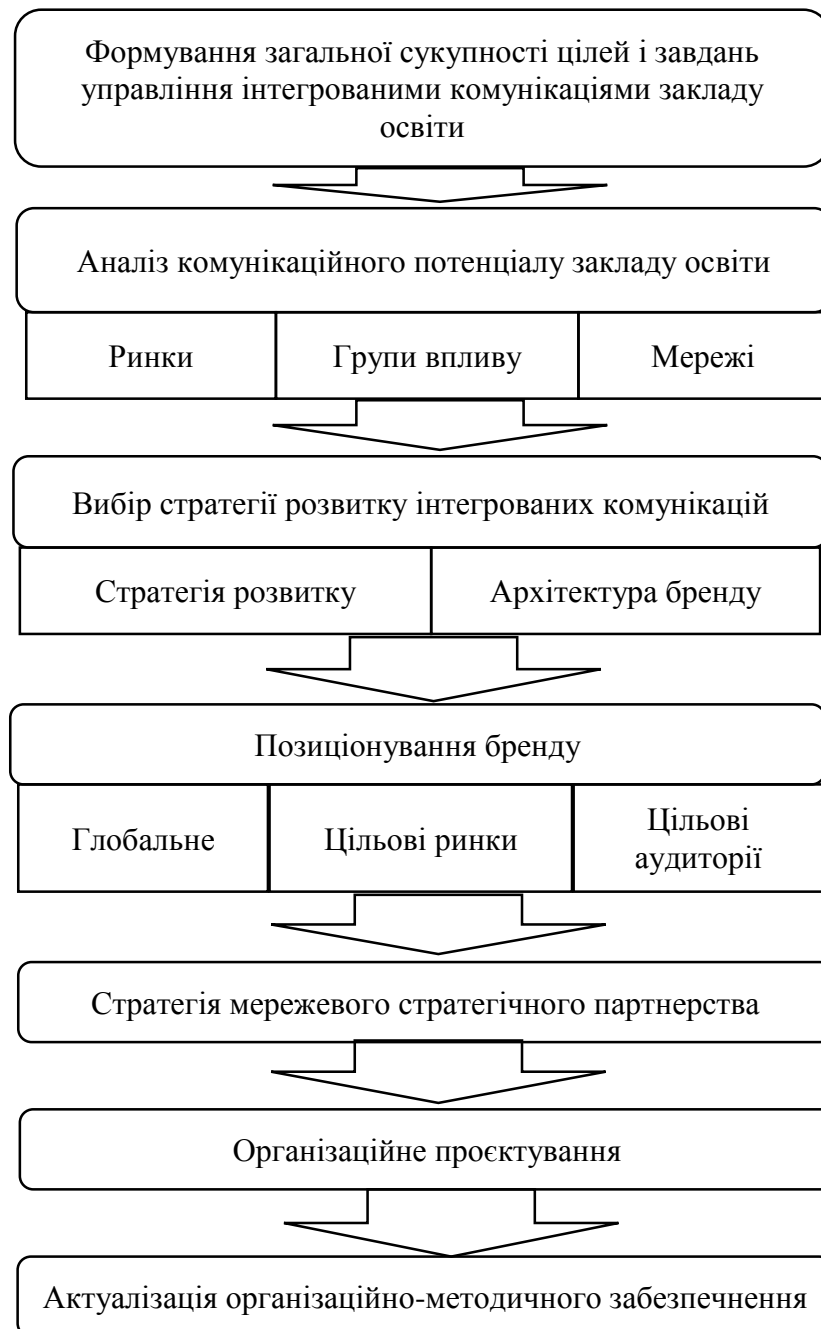 Формування загальної сукупності цілей і завдань
управління інтегрованими комунікаціями закладу
освіти
Аналіз комунікаційного потенціалу закладу освіти
Ринки
Групи впливу
Мережі
Вибір стратегії розвитку інтегрованих комунікацій
Стратегія розвитку
Архітектура бренду
Позиціонування бренду
Глобальне
Цільові ринки
Цільові
аудиторії
Стратегія мережевого стратегічного партнерства
Організаційне проєктування
Актуалізація організаційно-методичного забезпечнення